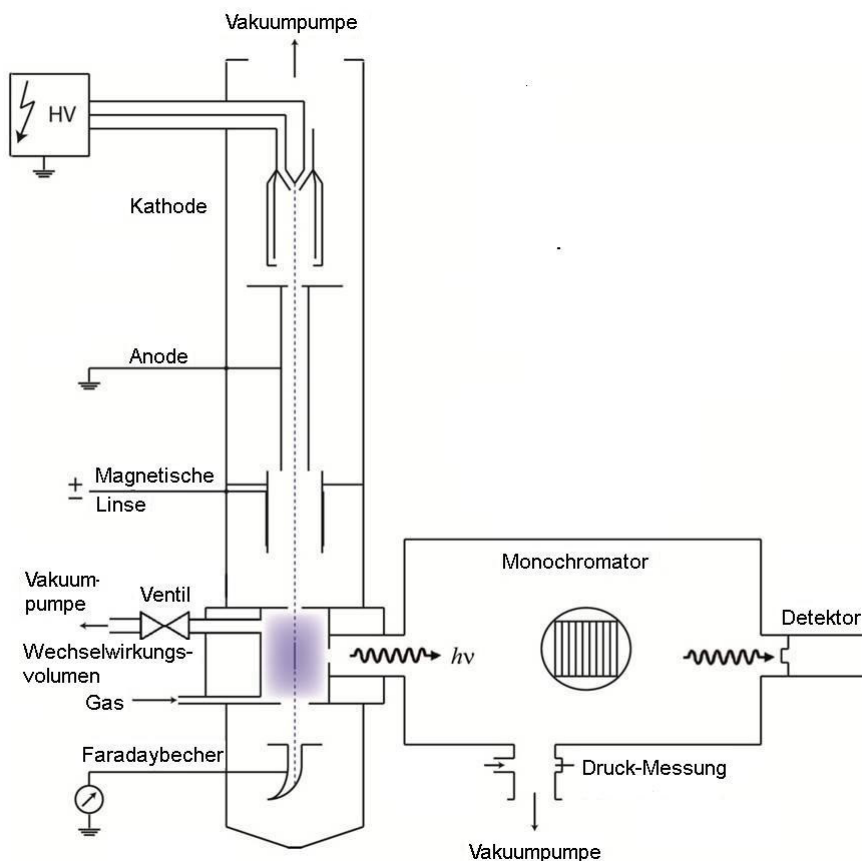 Vakuumpumpe
HV
Kathode
Anode
Magnetische
Linse
Vakuum-
pumpe
Ventil
Wechselwirkungs-
volumen
Gas
Monochromator
Detektor
hν
Faradaybecher
Druck-Messung
Vakuumpumpe